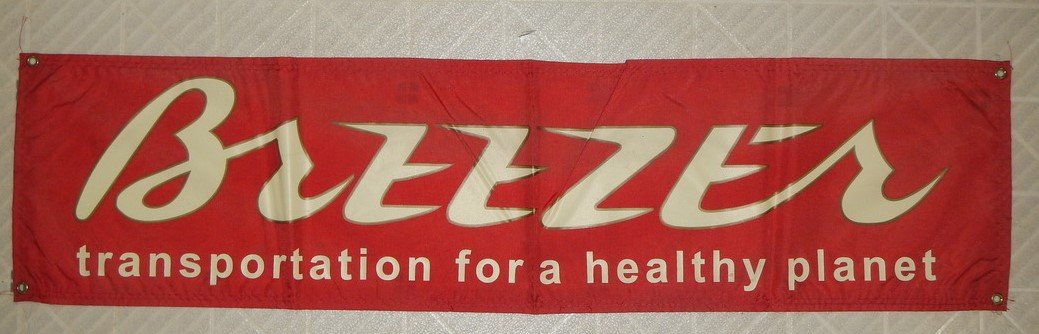 Breezer
transportation for a healthy planet